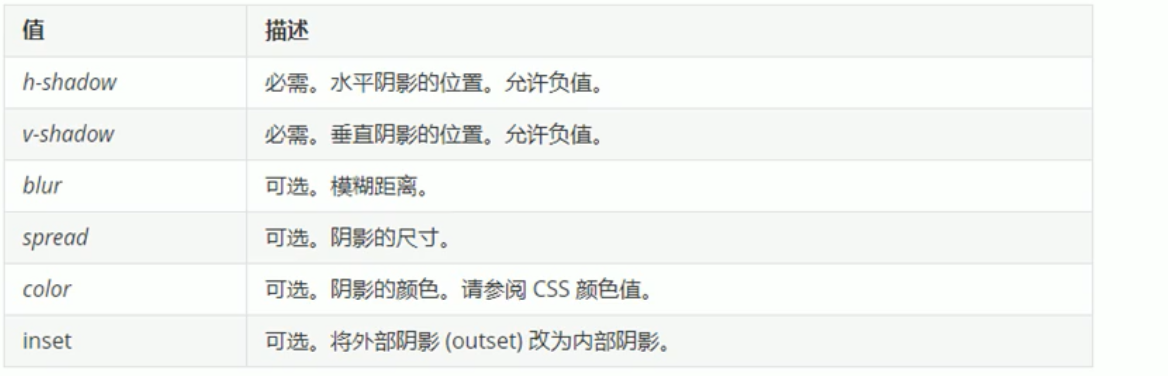 值 描述
h-shadow 必需。水平阴影的位置。允许负值。
v-shadow 必需。垂直阴影的位置。允许负值。
blur 可选。模糊距离。
spread 可选。阴影的尺寸。
color 可选。阴影的颜色。请参阅 CSS 颜色值。
inset 可选。将外部阴影 (outset) 改为内部阴影。